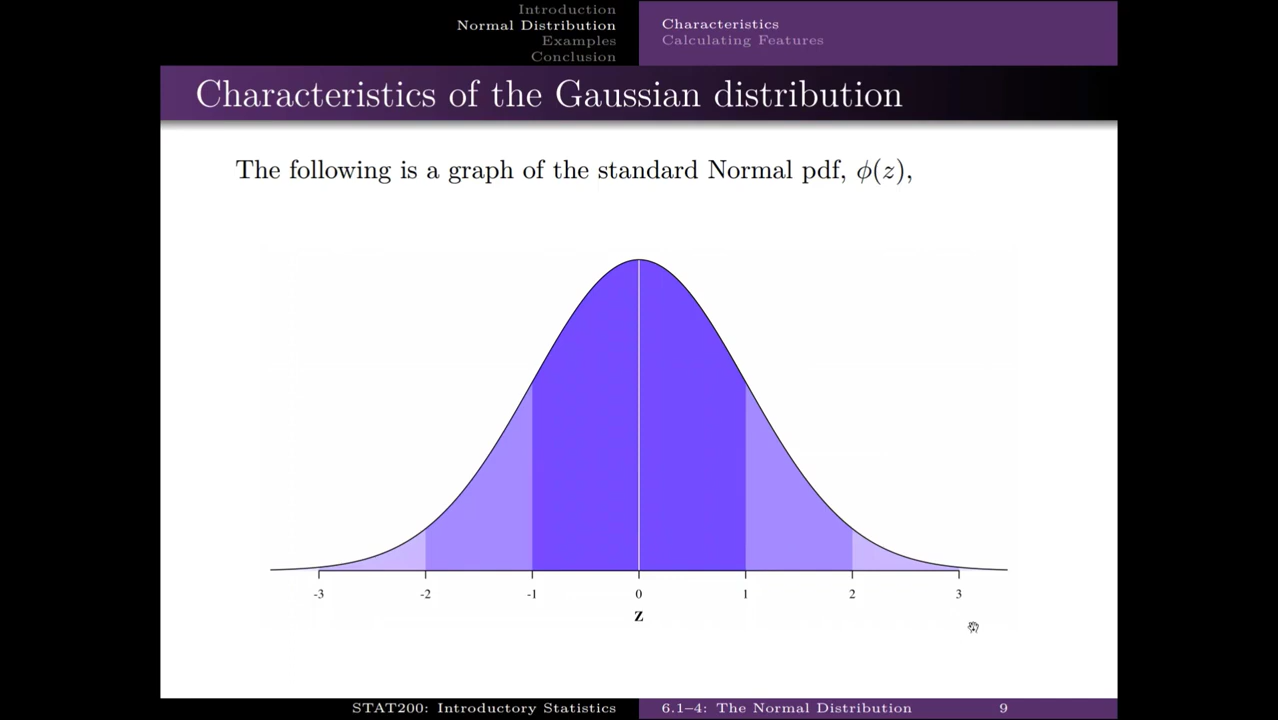 Introduction
Normal Distribution
Examples
Conclusion
Characteristics
Calculating Features
Characteristics of the Gaussian distribution
The following is a graph of the standard Normal pdf, ϕ(z),
-3 -2 -1 0 1 2 3
Z
STAT200: Introductory Statistics 6.1–4: The Normal Distribution 9